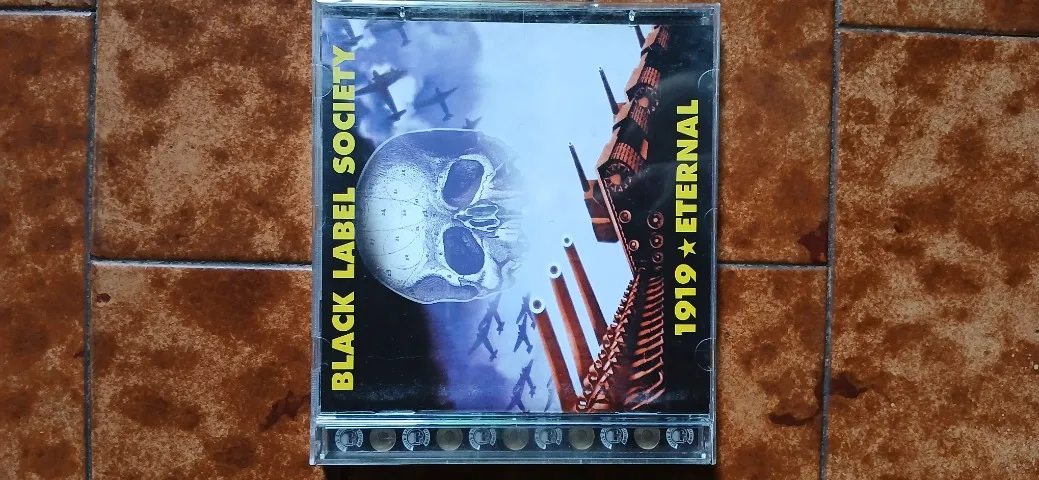 BLACK LABEL SOCIETY
1919 ★ ETERNAL